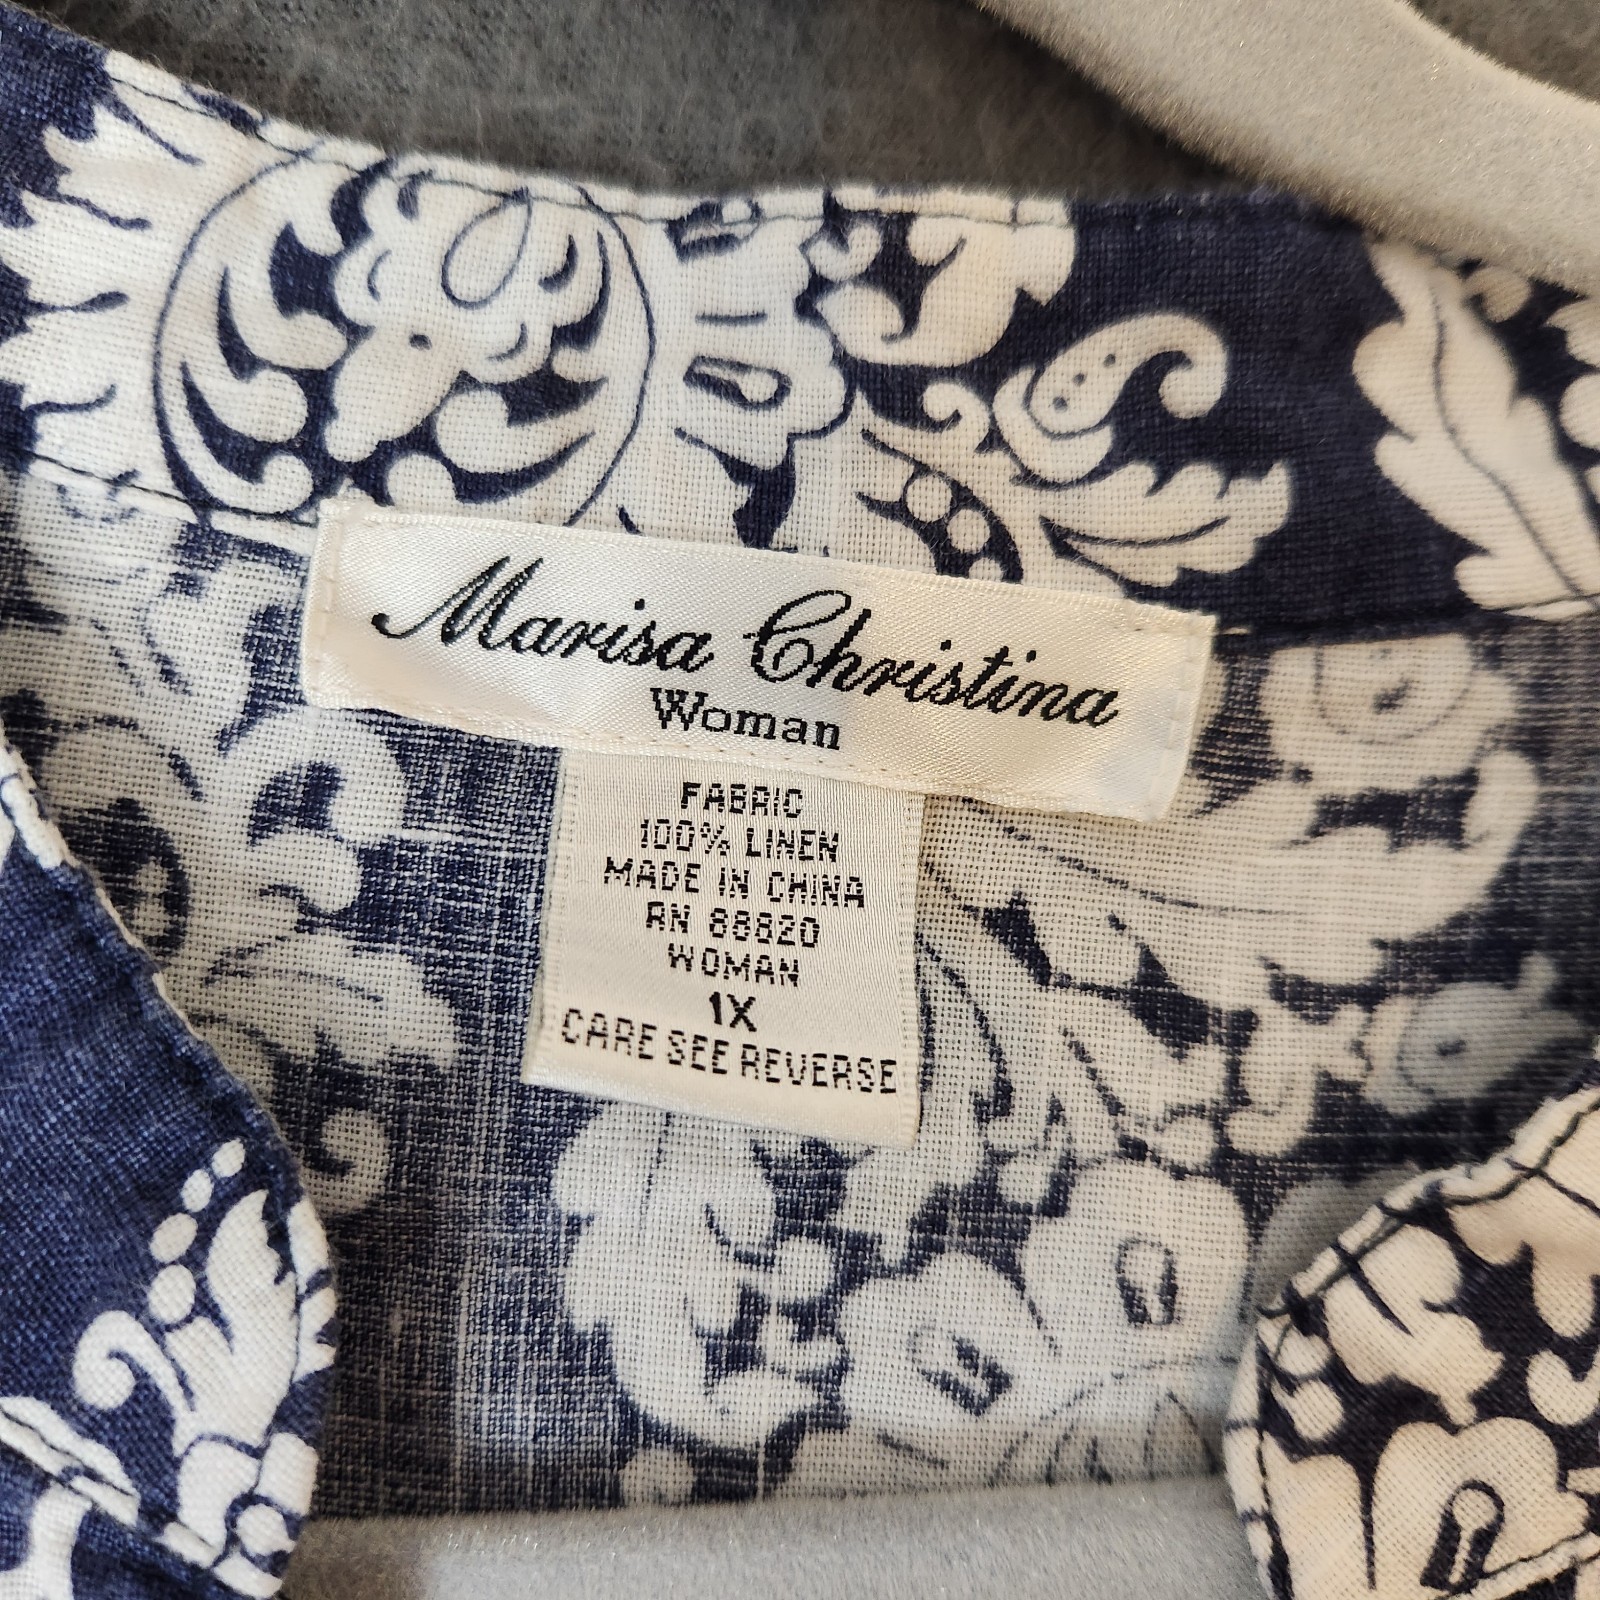 Marisa Christina
Woman
FABRIC
100% LINEN
MADE IN CHINA
RN 88820
WOMAN
1X
CARE SEE REVERSE